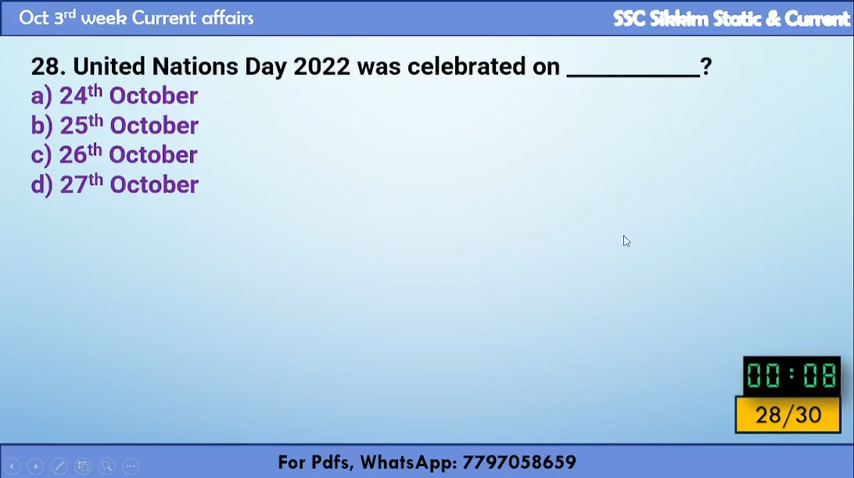 Oct 3rd week Current affairs
SSC Sikkim Static & Current
28. United Nations Day 2022 was celebrated on __________?
a) 24th October
b) 25th October
c) 26th October
d) 27th October
00:08
28/30
For Pdfs, WhatsApp: 7797058659